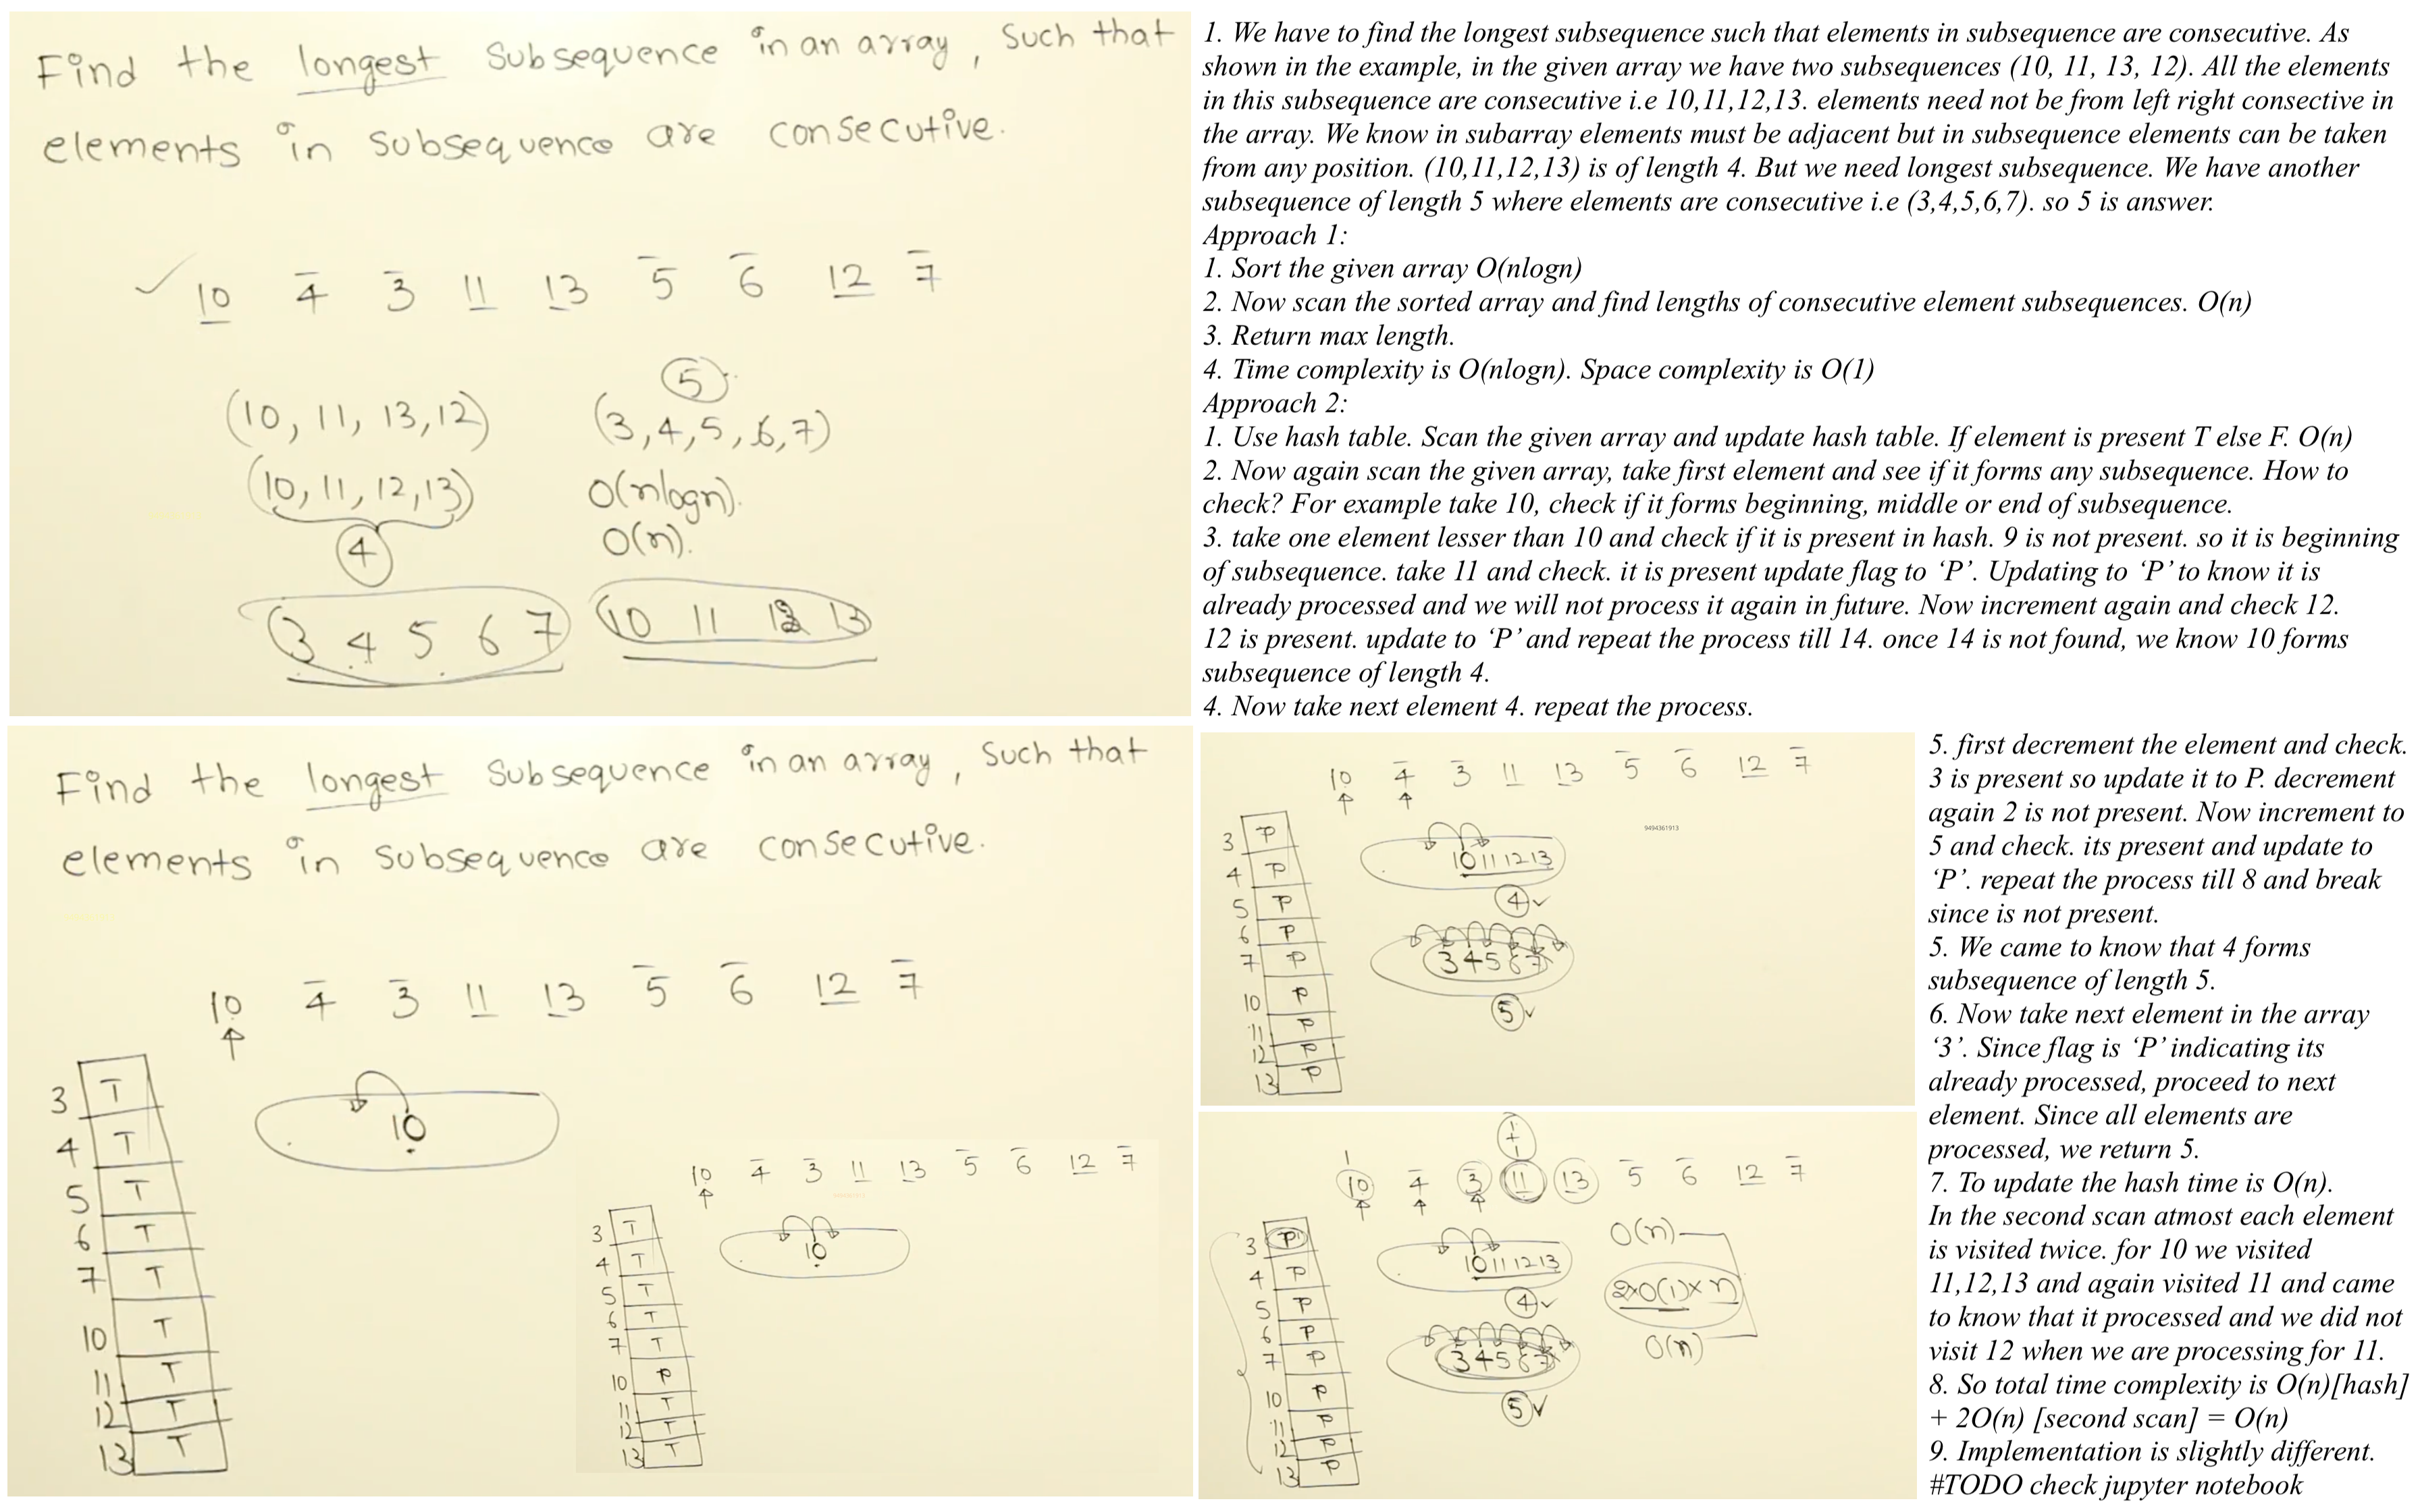 Find the longest subsequence in an array, such that
elements in subsequence are consecutive.
10 4 3 11 13 5 6 12 7
5
(10, 11, 13, 12) (3, 4, 5, 6, 7)
(10, 11, 12, 13) O(nlogn).
4 O(n).
3 4 5 6 7 10 11 12 13
1. We have to find the longest subsequence such that elements in subsequence are consecutive. As
shown in the example, in the given array we have two subsequences (10, 11, 13, 12). All the elements
in this subsequence are consecutive i.e 10,11,12,13. elements need not be from left right consective in
the array. We know in subarray elements must be adjacent but in subsequence elements can be taken
from any position. (10,11,12,13) is of length 4. But we need longest subsequence. We have another
subsequence of length 5 where elements are consecutive i.e (3,4,5,6,7). so 5 is answer.
Approach 1:
1. Sort the given array O(nlogn)
2. Now scan the sorted array and find lengths of consecutive element subsequences. O(n)
3. Return max length.
4. Time complexity is O(nlogn). Space complexity is O(1)
Approach 2:
1. Use hash table. Scan the given array and update hash table. If element is present T else F. O(n)
2. Now again scan the given array, take first element and see if it forms any subsequence. How to
check? For example take 10, check if it forms beginning, middle or end of subsequence.
3. take one element lesser than 10 and check if it is present in hash. 9 is not present. so it is beginning
of subsequence. take 11 and check. it is present update flag to ‘P’. Updating to ‘P’ to know it is
already processed and we will not process it again in future. Now increment again and check 12.
12 is present. update to ‘P’ and repeat the process till 14. once 14 is not found, we know 10 forms
subsequence of length 4.
4. Now take next element 4. repeat the process.
Find the longest subsequence in an array, such that
elements in subsequence are consecutive.
10 4 3 11 13 5 6 12 7
3 T
4 T
5 T
6 T
7 T
10 T
11 T
12 T
13 T
10
10 4 3 11 13 5 6 12 7
3 T
4 T
5 T
6 T
7 T
10 P
11 T
12 T
13 T
10
10 4 3 11 13 5 6 12 7
9494361913
3 P
4 P
5 P
6 P
7 P
10 P
11 P
12 P
13 P
10 11 12 13
4
3 4 5 6 7
5
10 4 3 11 13 5 6 12 7
3 P
4 P
5 P
6 P
7 P
10 P
11 P
12 P
13 P
10 11 12 13
4
3 4 5 6 7
5
O(n)
2×O(1)×n
O(n)
5. first decrement the element and check.
3 is present so update it to P. decrement
again 2 is not present. Now increment to
5 and check. its present and update to
‘P’. repeat the process till 8 and break
since is not present.
5. We came to know that 4 forms
subsequence of length 5.
6. Now take next element in the array
‘3’. Since flag is ‘P’ indicating its
already processed, proceed to next
element. Since all elements are
processed, we return 5.
7. To update the hash time is O(n).
In the second scan atmost each element
is visited twice. for 10 we visited
11,12,13 and again visited 11 and came
to know that it processed and we did not
visit 12 when we are processing for 11.
8. So total time complexity is O(n)[hash]
+ 2O(n) [second scan] = O(n)
9. Implementation is slightly different.
#TODO check jupyter notebook